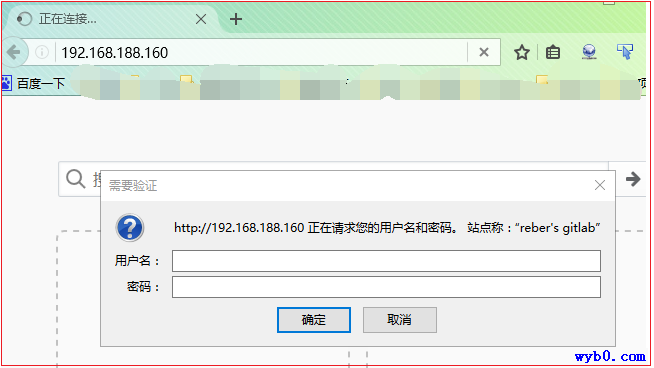 正在连接...
192.168.188.160
百度一下
需要验证
http://192.168.188.160 正在请求您的用户名和密码。 站点称：“reber's gitlab”
用户名：
密码：
确定
取消
wyb0.com